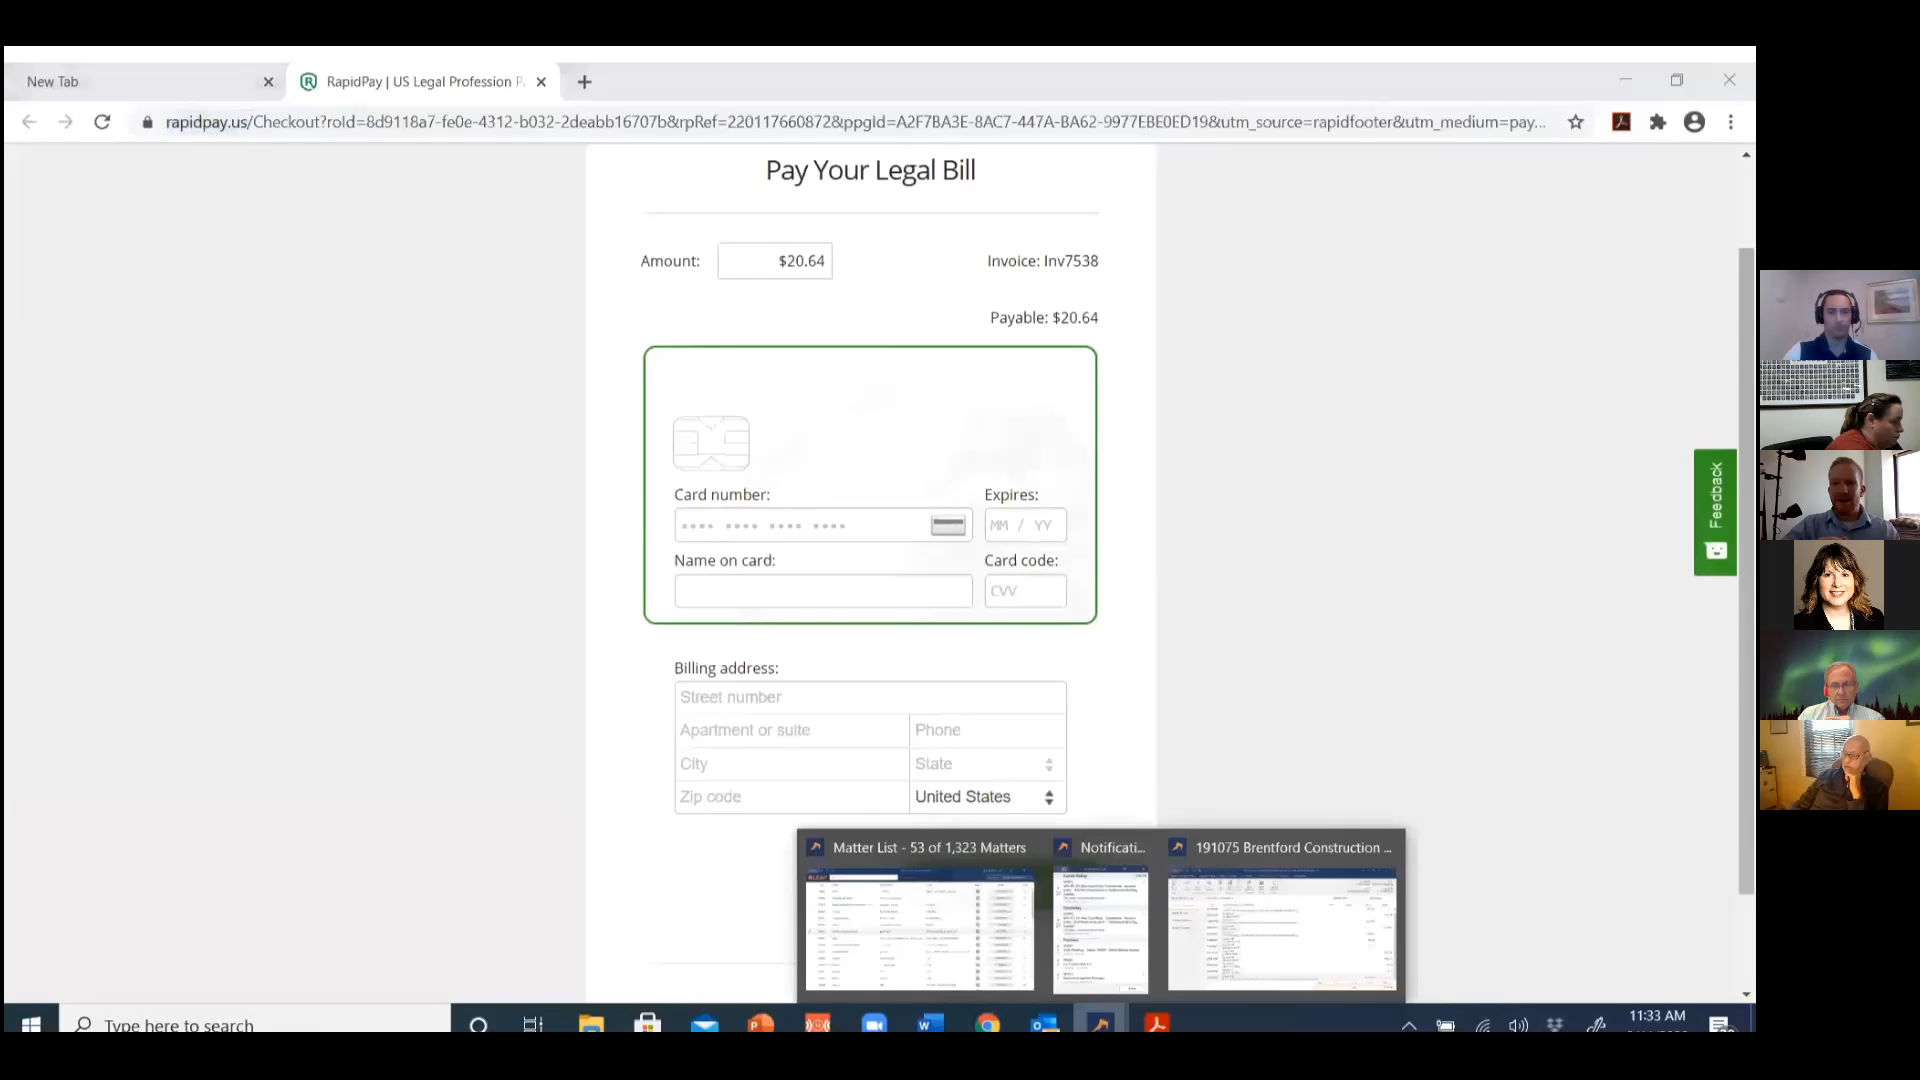 New Tab
RapidPay | US Legal Profession P
rapidpay.us/Checkout?roId=8d9118a7-fe0e-4312-b032-2deabb16707b&rpRef=220117660872&ppgId=A2F7BA3E-8AC7-447A-BA62-9977EBE0ED19&utm_source=rapidfooter&utm_medium=pay...
Pay Your Legal Bill
Amount: $20.64 Invoice: Inv7538
Payable: $20.64
Card number: Expires:
MM / YY
Name on card: Card code:
CVV
Feedback
Billing address:
Street number
Apartment or suite Phone
City State
Zip code United States
Matter List - 53 of 1,323 Matters Notificati... 191075 Brentford Construction ...
Type here to search
11:33 AM